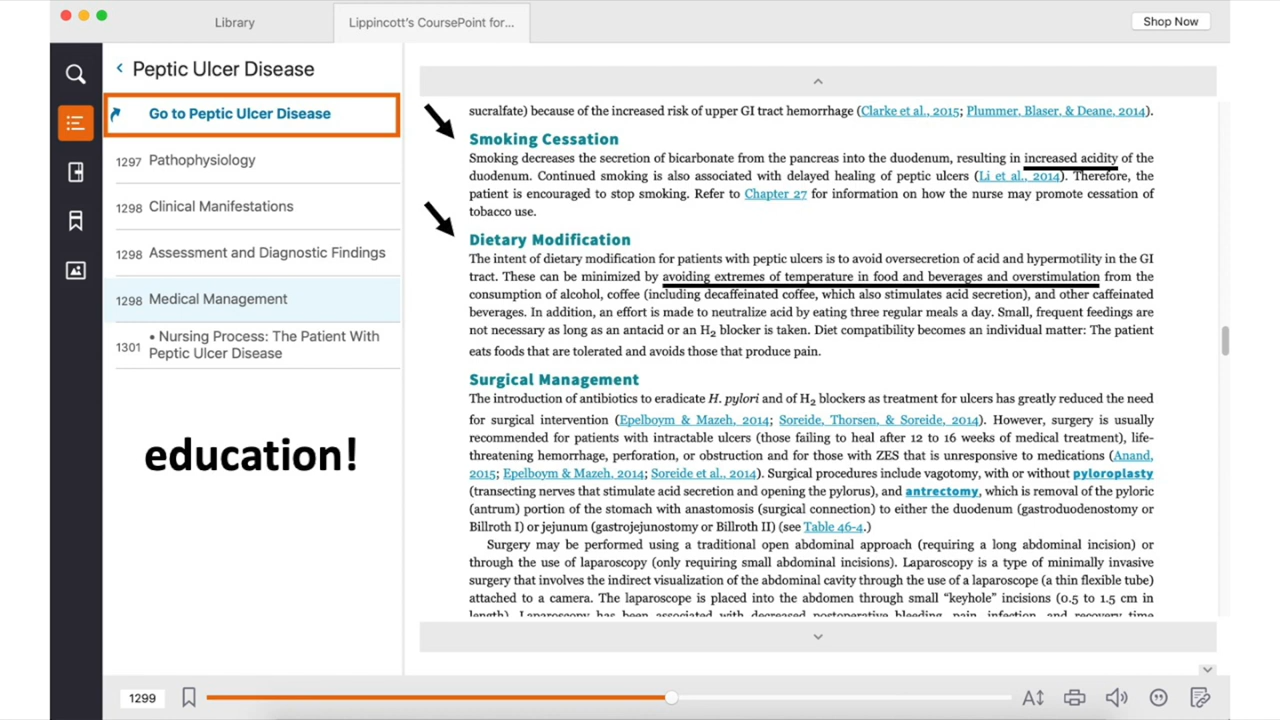 Library
Lippincott's CoursePoint for...
Shop Now
Peptic Ulcer Disease
Go to Peptic Ulcer Disease
1297 Pathophysiology
1298 Clinical Manifestations
1298 Assessment and Diagnostic Findings
1298 Medical Management
1301 • Nursing Process: The Patient With
Peptic Ulcer Disease
education!
sucralfate) because of the increased risk of upper GI tract hemorrhage (Clarke et al., 2015; Plummer, Blaser, & Deane, 2014).
Smoking Cessation
Smoking decreases the secretion of bicarbonate from the pancreas into the duodenum, resulting in increased acidity of the
duodenum. Continued smoking is also associated with delayed healing of peptic ulcers (Li et al., 2014). Therefore, the
patient is encouraged to stop smoking. Refer to Chapter 27 for information on how the nurse may promote cessation of
tobacco use.
Dietary Modification
The intent of dietary modification for patients with peptic ulcers is to avoid oversecretion of acid and hypermotility in the GI
tract. These can be minimized by avoiding extremes of temperature in food and beverages and overstimulation from the
consumption of alcohol, coffee (including decaffeinated coffee, which also stimulates acid secretion), and other caffeinated
beverages. In addition, an effort is made to neutralize acid by eating three regular meals a day. Small, frequent feedings are
not necessary as long as an antacid or an H2 blocker is taken. Diet compatibility becomes an individual matter: The patient
eats foods that are tolerated and avoids those that produce pain.
Surgical Management
The introduction of antibiotics to eradicate H. pylori and of H2 blockers as treatment for ulcers has greatly reduced the need
for surgical intervention (Epelboym & Mazeh, 2014; Soreide, Thorsen, & Soreide, 2014). However, surgery is usually
recommended for patients with intractable ulcers (those failing to heal after 12 to 16 weeks of medical treatment), life-
threatening hemorrhage, perforation, or obstruction and for those with ZES that is unresponsive to medications (Anand,
2015; Epelboym & Mazeh, 2014; Soreide et al., 2014). Surgical procedures include vagotomy, with or without pyloroplasty
(transecting nerves that stimulate acid secretion and opening the pylorus), and antrectomy, which is removal of the pyloric
(antrum) portion of the stomach with anastomosis (surgical connection) to either the duodenum (gastroduodenostomy or
Billroth I) or jejunum (gastrojejunostomy or Billroth II) (see Table 46-4.)
Surgery may be performed using a traditional open abdominal approach (requiring a long abdominal incision) or
through the use of laparoscopy (only requiring small abdominal incisions). Laparoscopy is a type of minimally invasive
surgery that involves the indirect visualization of the abdominal cavity through the use of a laparoscope (a thin flexible tube)
attached to a camera. The laparoscope is placed into the abdomen through small “keyhole” incisions (0.5 to 1.5 cm in
length). Laparoscopy has been associated with decreased postoperative bleeding, pain, infection, and recovery time
1299